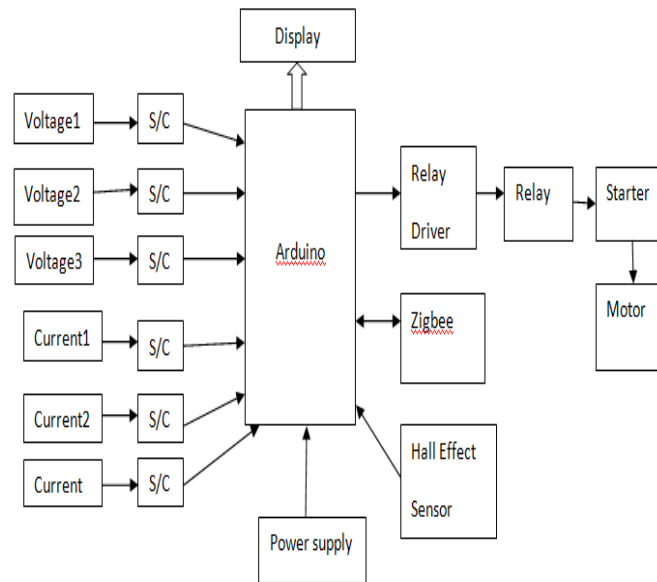 Display
Voltage1
S/C
Voltage2
S/C
Voltage3
S/C
Current1
S/C
Current2
S/C
Current
S/C
Arduino
Relay
Driver
Relay
Starter
Motor
Zigbee
Hall Effect
Sensor
Power supply